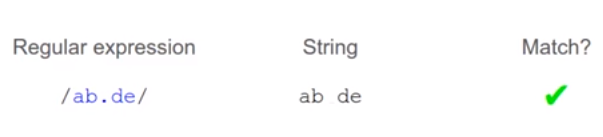 Regular expression String Match?
/ab.de/ ab de ✔